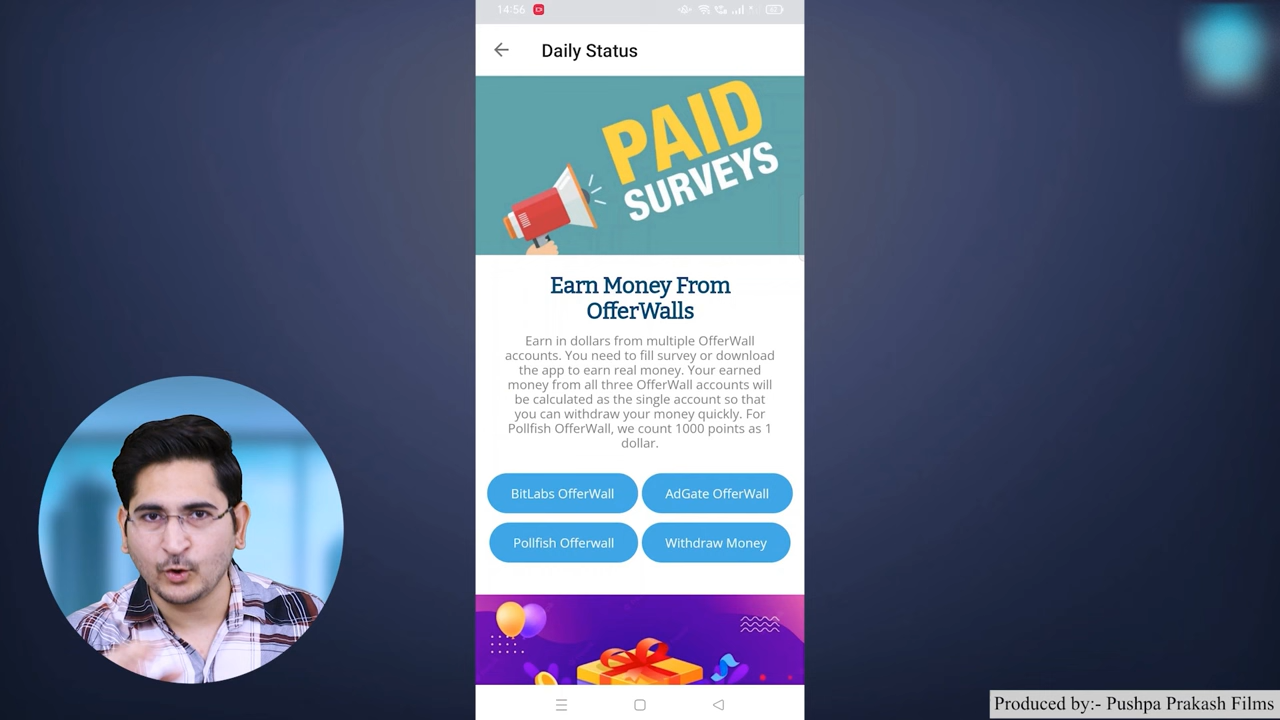 14:56
Daily Status
PAID
SURVEYS
Earn Money From
OfferWalls
Earn in dollars from multiple OfferWall
accounts. You need to fill survey or download
the app to earn real money. Your earned
money from all three OfferWall accounts will
be calculated as the single account so that
you can withdraw your money quickly. For
Pollfish OfferWall, we count 1000 points as 1
dollar.
BitLabs OfferWall
AdGate OfferWall
Pollfish Offerwall
Withdraw Money
Produced by:- Pushpa Prakash Films